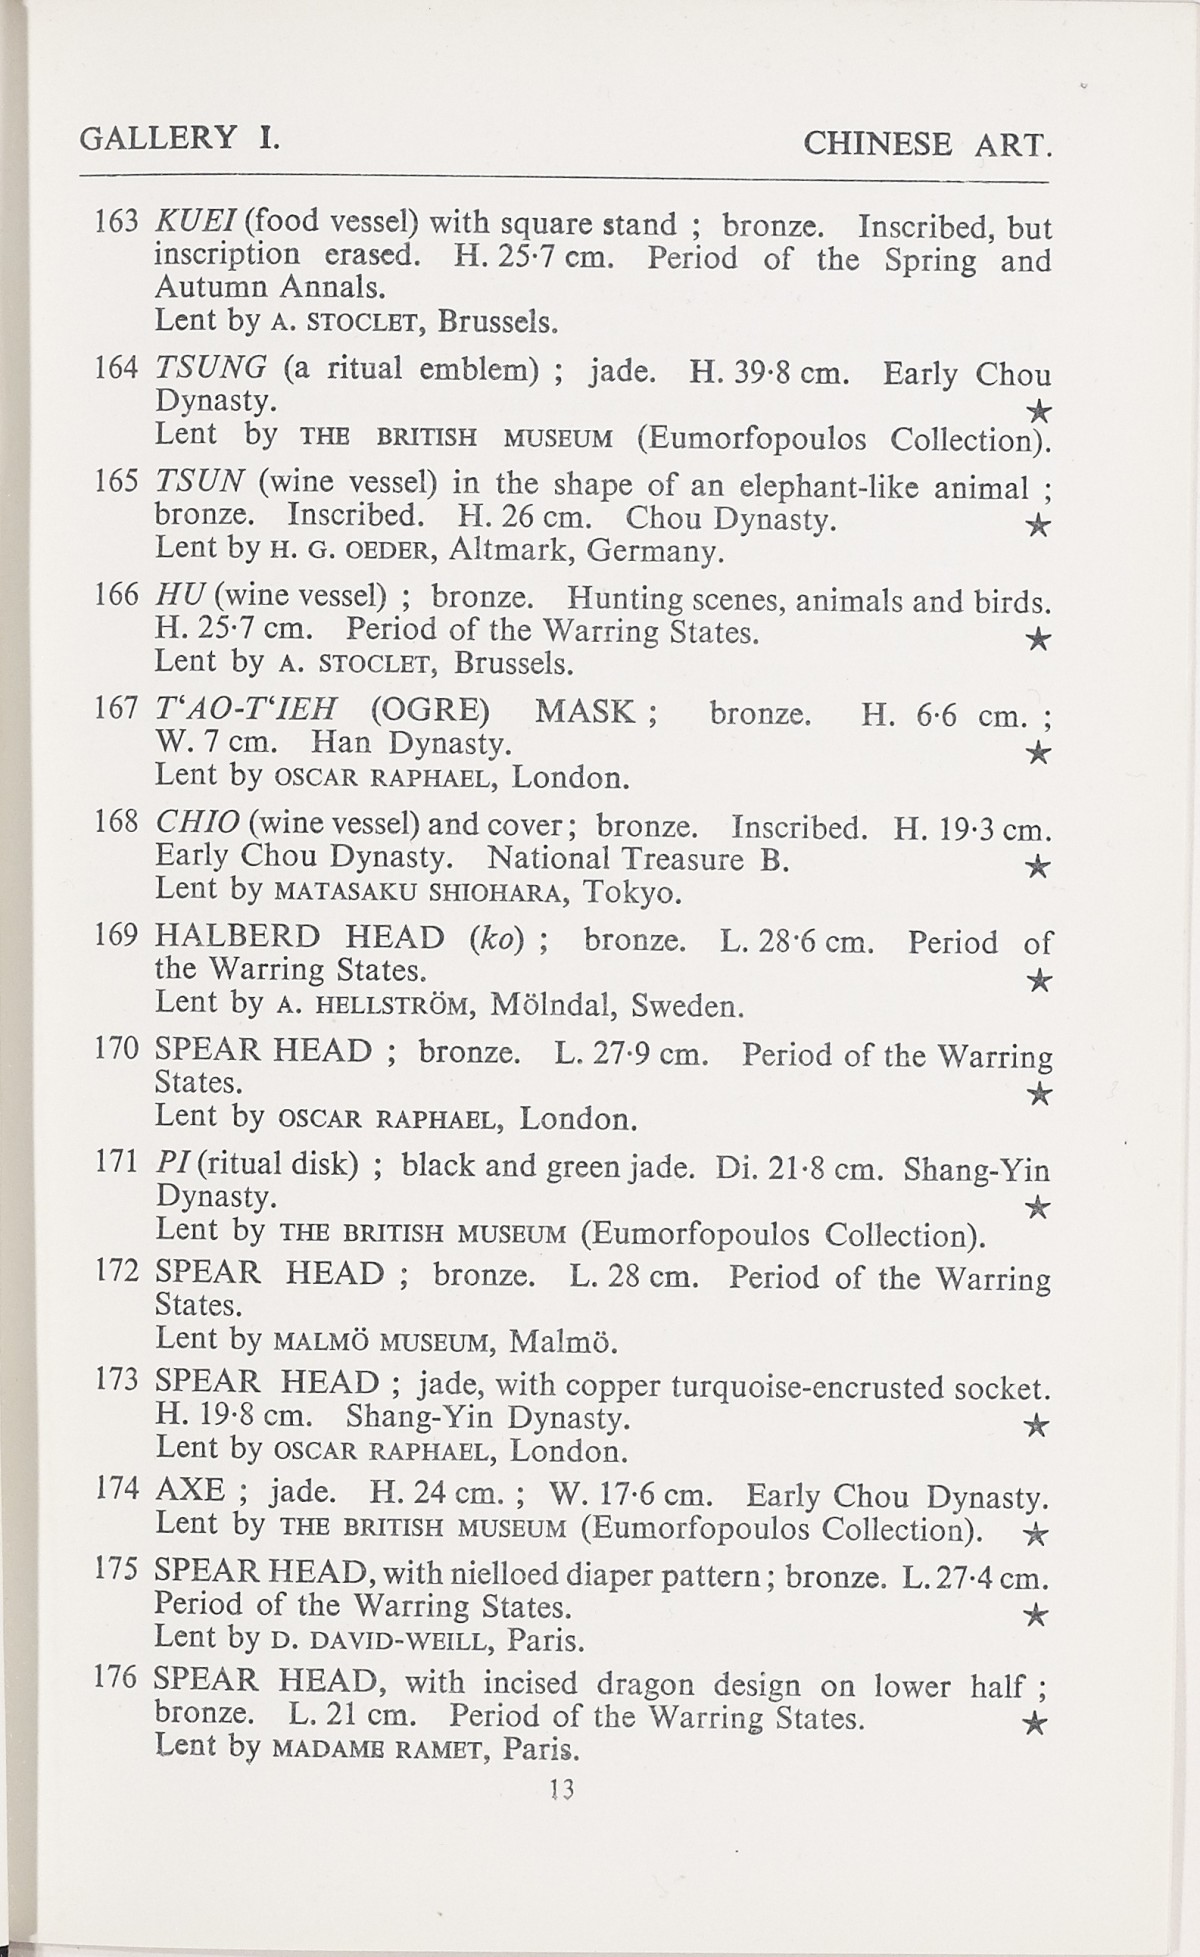 GALLERY I. CHINESE ART.
163 KUEI (food vessel) with square stand ; bronze. Inscribed, but
inscription erased. H. 25·7 cm. Period of the Spring and
Autumn Annals.
Lent by A. STOCLET, Brussels.
164 TSUNG (a ritual emblem) ; jade. H. 39·8 cm. Early Chou
Dynasty. ★
Lent by THE BRITISH MUSEUM (Eumorfopoulos Collection).
165 TSUN (wine vessel) in the shape of an elephant-like animal ;
bronze. Inscribed. H. 26 cm. Chou Dynasty. ★
Lent by H. G. OEDER, Altmark, Germany.
166 HU (wine vessel) ; bronze. Hunting scenes, animals and birds.
H. 25·7 cm. Period of the Warring States. ★
Lent by A. STOCLET, Brussels.
167 T‘AO-T‘IEH (OGRE) MASK ; bronze. H. 6·6 cm. ;
W. 7 cm. Han Dynasty. ★
Lent by OSCAR RAPHAEL, London.
168 CHIO (wine vessel) and cover ; bronze. Inscribed. H. 19·3 cm.
Early Chou Dynasty. National Treasure B. ★
Lent by MATASAKU SHIOHARA, Tokyo.
169 HALBERD HEAD (ko) ; bronze. L. 28·6 cm. Period of
the Warring States. ★
Lent by A. HELLSTRÖM, Mölndal, Sweden.
170 SPEAR HEAD ; bronze. L. 27·9 cm. Period of the Warring
States. ★
Lent by OSCAR RAPHAEL, London.
171 PI (ritual disk) ; black and green jade. Di. 21·8 cm. Shang-Yin
Dynasty. ★
Lent by THE BRITISH MUSEUM (Eumorfopoulos Collection).
172 SPEAR HEAD ; bronze. L. 28 cm. Period of the Warring
States.
Lent by MALMÖ MUSEUM, Malmö.
173 SPEAR HEAD ; jade, with copper turquoise-encrusted socket.
H. 19·8 cm. Shang-Yin Dynasty. ★
Lent by OSCAR RAPHAEL, London.
174 AXE ; jade. H. 24 cm. ; W. 17·6 cm. Early Chou Dynasty.
Lent by THE BRITISH MUSEUM (Eumorfopoulos Collection). ★
175 SPEAR HEAD, with nielloed diaper pattern ; bronze. L. 27·4 cm.
Period of the Warring States. ★
Lent by D. DAVID-WEILL, Paris.
176 SPEAR HEAD, with incised dragon design on lower half ;
bronze. L. 21 cm. Period of the Warring States. ★
Lent by MADAME RAMET, Paris.
13